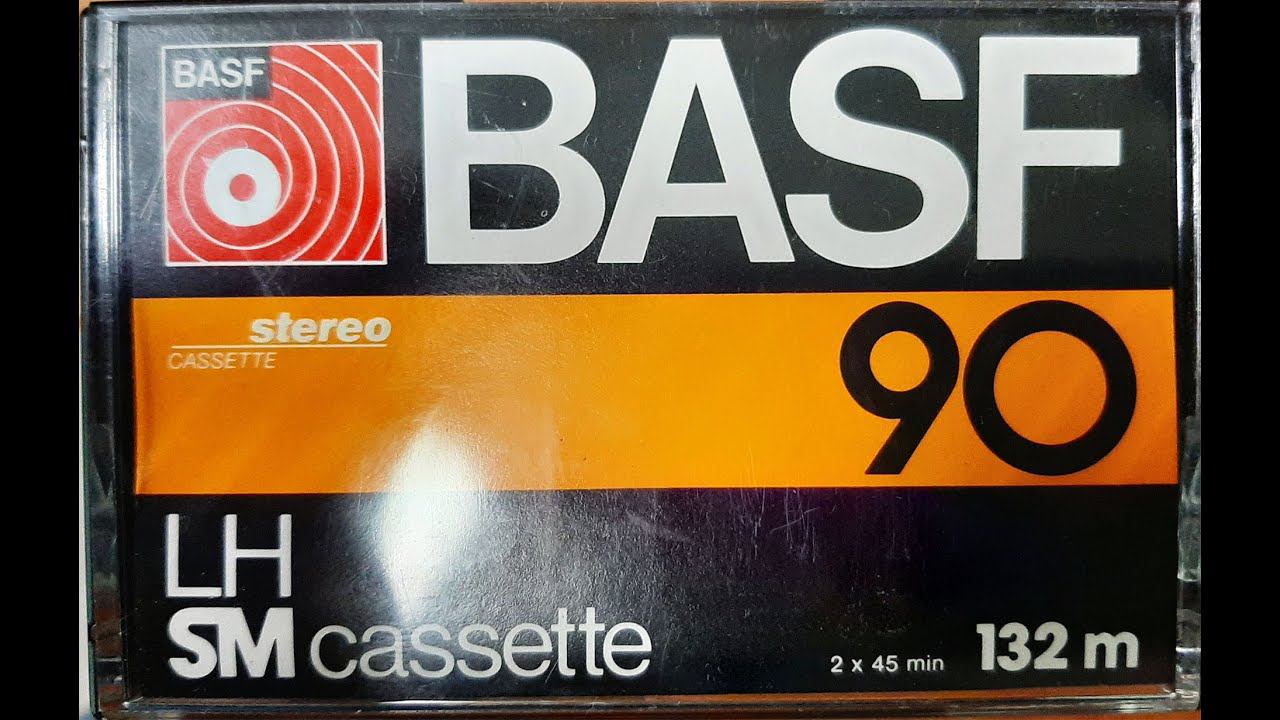 BASF
BASF
stereo
CASSETTE
90
LH
SM cassette
2 x 45 min 132 m